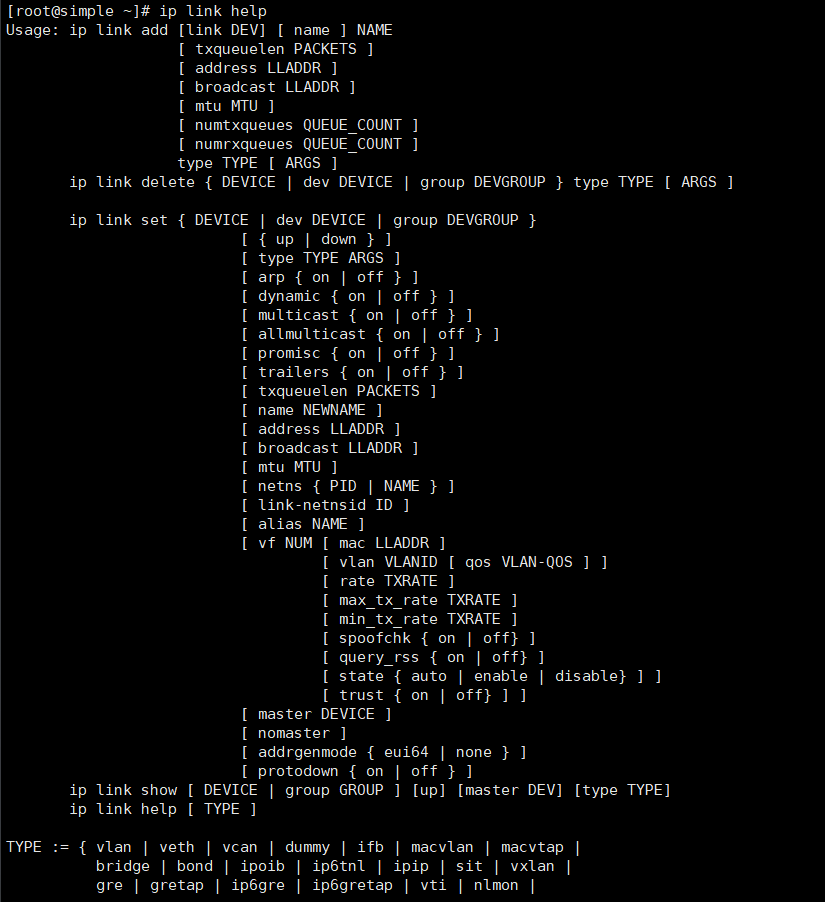 [root@simple ~]# ip link help
Usage: ip link add [link DEV] [ name ] NAME
                   [ txqueuelen PACKETS ]
                   [ address LLADDR ]
                   [ broadcast LLADDR ]
                   [ mtu MTU ]
                   [ numtxqueues QUEUE_COUNT ]
                   [ numrxqueues QUEUE_COUNT ]
                   type TYPE [ ARGS ]
       ip link delete { DEVICE | dev DEVICE | group DEVGROUP } type TYPE [ ARGS ]

       ip link set { DEVICE | dev DEVICE | group DEVGROUP }
                          [ { up | down } ]
                          [ type TYPE ARGS ]
                          [ arp { on | off } ]
                          [ dynamic { on | off } ]
                          [ multicast { on | off } ]
                          [ allmulticast { on | off } ]
                          [ promisc { on | off } ]
                          [ trailers { on | off } ]
                          [ txqueuelen PACKETS ]
                          [ name NEWNAME ]
                          [ address LLADDR ]
                          [ broadcast LLADDR ]
                          [ mtu MTU ]
                          [ netns { PID | NAME } ]
                          [ link-netnsid ID ]
                          [ alias NAME ]
                          [ vf NUM [ mac LLADDR ]
                                   [ vlan VLANID [ qos VLAN-QOS ] ]
                                   [ rate TXRATE ]
                                   [ max_tx_rate TXRATE ]
                                   [ min_tx_rate TXRATE ]
                                   [ spoofchk { on | off} ]
                                   [ query_rss { on | off} ]
                                   [ state { auto | enable | disable} ] ]
                                   [ trust { on | off} ] ]
                          [ master DEVICE ]
                          [ nomaster ]
                          [ addrgenmode { eui64 | none } ]
                          [ protodown { on | off } ]
       ip link show [ DEVICE | group GROUP ] [up] [master DEV] [type TYPE]
       ip link help [ TYPE ]

TYPE := { vlan | veth | vcan | dummy | ifb | macvlan | macvtap |
          bridge | bond | ipoib | ip6tnl | ipip | sit | vxlan |
          gre | gretap | ip6gre | ip6gretap | vti | nlmon |